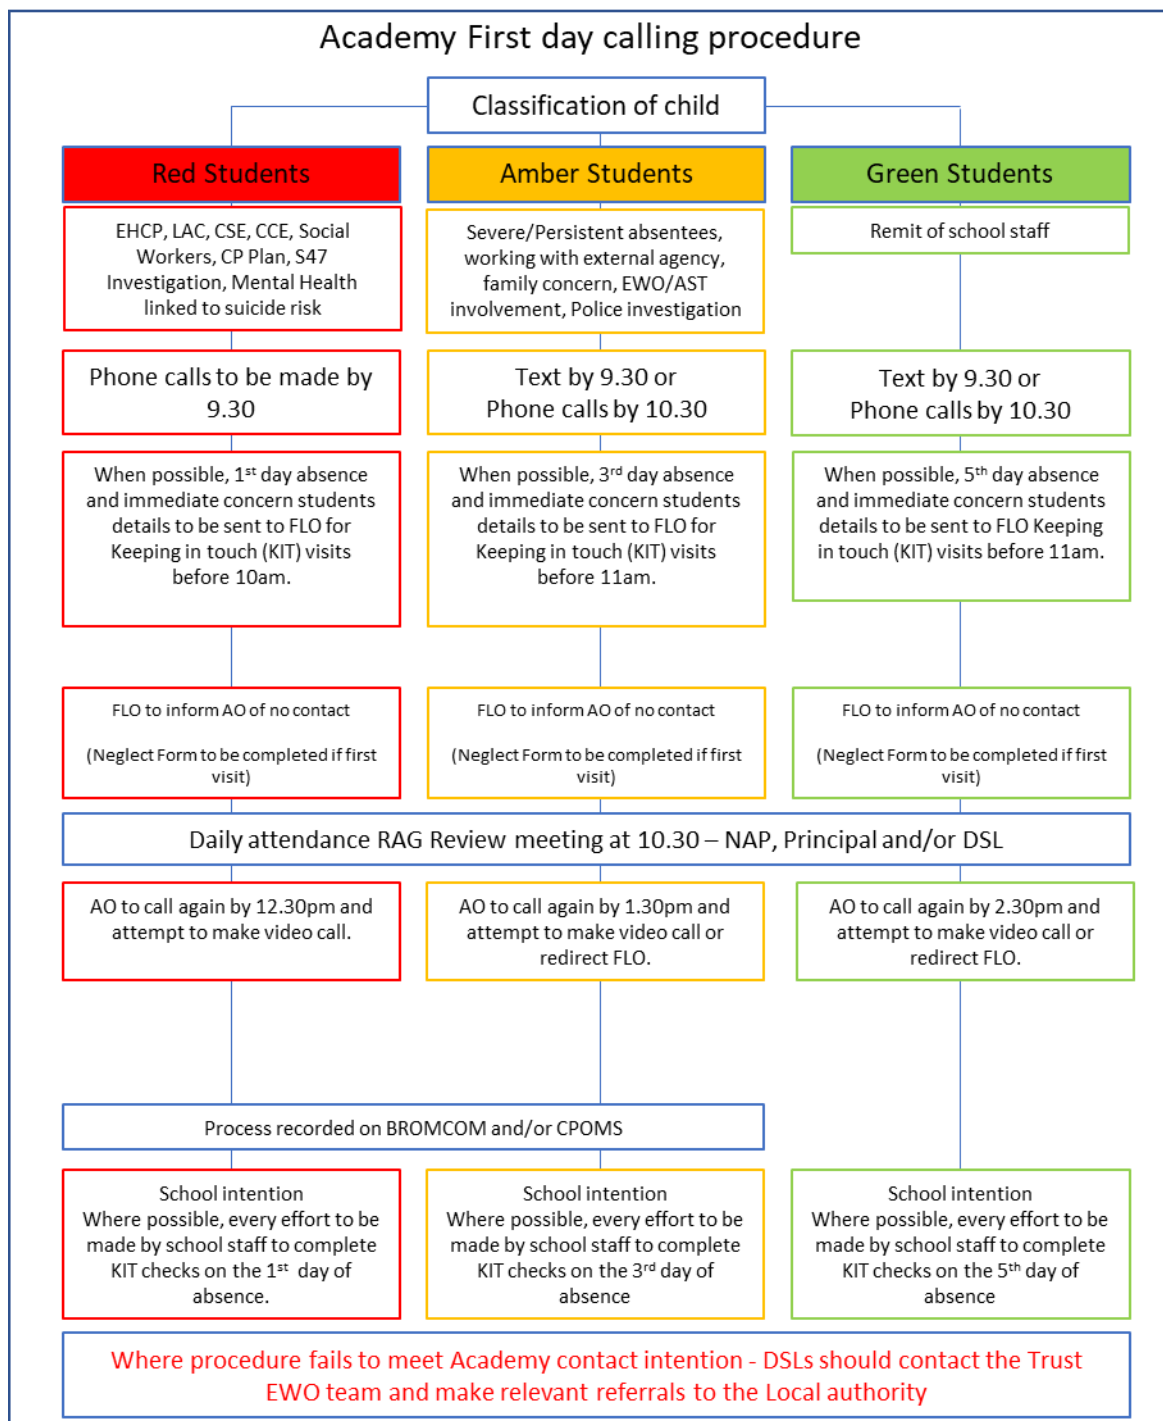 Academy First day calling procedure
Classification of child
Red Students
Amber Students
Green Students
EHCP, LAC, CSE, CCE, Social
Workers, CP Plan, S47
Investigation, Mental Health
linked to suicide risk
Severe/Persistent absentees,
working with external agency,
family concern, EWO/AST
involvement, Police investigation
Remit of school staff
Phone calls to be made by
9.30
Text by 9.30 or
Phone calls by 10.30
Text by 9.30 or
Phone calls by 10.30
When possible, 1st day absence
and immediate concern students
details to be sent to FLO for
Keeping in touch (KIT) visits
before 10am.
When possible, 3rd day absence
and immediate concern students
details to be sent to FLO for
Keeping in touch (KIT) visits
before 11am.
When possible, 5th day absence
and immediate concern students
details to be sent to FLO Keeping
in touch (KIT) visits before 11am.
FLO to inform AO of no contact
(Neglect Form to be completed if first
visit)
FLO to inform AO of no contact
(Neglect Form to be completed if first
visit)
FLO to inform AO of no contact
(Neglect Form to be completed if first
visit)
Daily attendance RAG Review meeting at 10.30 – NAP, Principal and/or DSL
AO to call again by 12.30pm and
attempt to make video call.
AO to call again by 1.30pm and
attempt to make video call or
redirect FLO.
AO to call again by 2.30pm and
attempt to make video call or
redirect FLO.
Process recorded on BROMCOM and/or CPOMS
School intention
Where possible, every effort to be
made by school staff to complete
KIT checks on the 1st day of
absence.
School intention
Where possible, every effort to be
made by school staff to complete
KIT checks on the 3rd day of
absence
School intention
Where possible, every effort to be
made by school staff to complete
KIT checks on the 5th day of
absence
Where procedure fails to meet Academy contact intention - DSLs should contact the Trust
EWO team and make relevant referrals to the Local authority